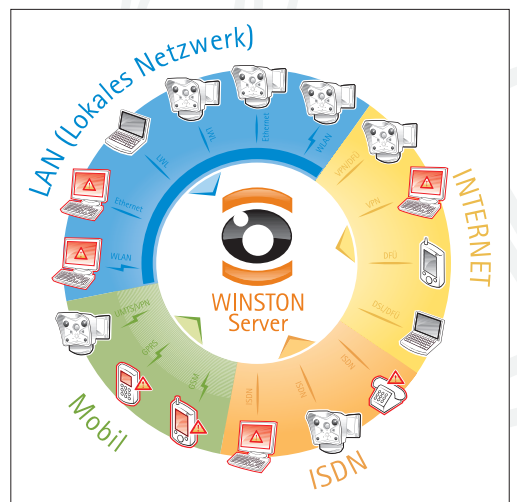 LAN (Lokales Netzwerk)
WLAN
Ethernet
LWL
LWL
Ethernet
WLAN
INTERNET
VPN/DFÜ
VPN
DFÜ
DSL/DFÜ
ISDN
ISDN
ISDN
ISDN
Mobil
GSM
GPRS
UMTS/VPN
WINSTON
Server